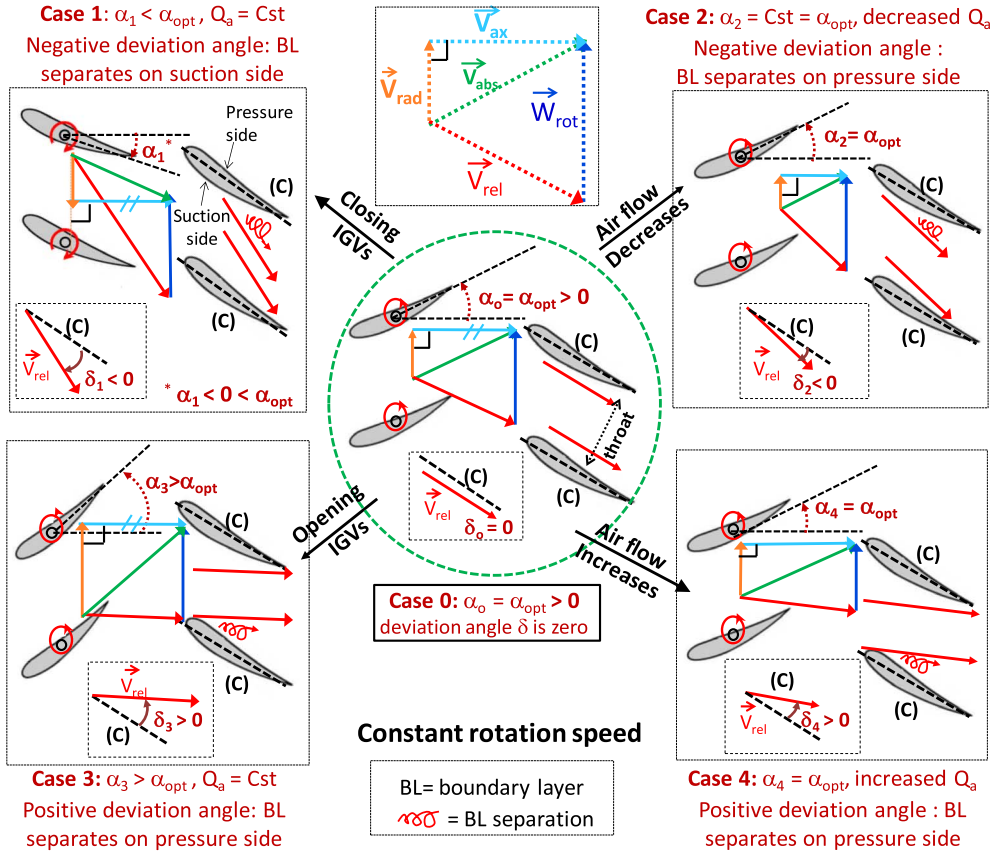 Case 1: α1 < αopt , Qa = Cst
Negative deviation angle: BL
separates on suction side
Pressure
side
α1*
(C)
Suction
side
(C)
(C)
Vrel
δ1 < 0
* α1 < 0 < αopt
Vax
Vrad
Vabs
Wrot
Vrel
Case 2: α2 = Cst = αopt, decreased Qa
Negative deviation angle :
BL separates on pressure side
α2= αopt
(C)
(C)
(C)
Vrel
δ2< 0
Closing
IGVs
Air flow
Decreases
αo= αopt > 0
(C)
throat
(C)
(C)
Vrel
δo= 0
Opening
IGVs
Air flow
Increases
Case 0: αo = αopt > 0
deviation angle δ is zero
α3>αopt
(C)
(C)
Vrel
δ3 > 0
(C)
Case 3: α3 > αopt , Qa = Cst
Positive deviation angle: BL
separates on pressure side
α4 = αopt
(C)
(C)
(C)
Vrel
δ4 > 0
Case 4: α4 = αopt, increased Qa
Positive deviation angle : BL
separates on pressure side
Constant rotation speed
BL= boundary layer
= BL separation